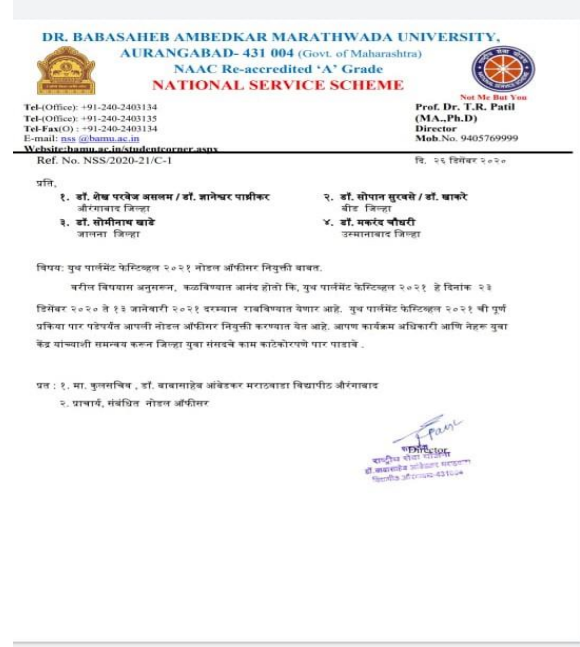 DR. BABASAHEB AMBEDKAR MARATHWADA UNIVERSITY,
AURANGABAD- 431 004 (Govt. of Maharashtra)
NAAC Re-accredited ‘A’ Grade
NATIONAL SERVICE SCHEME
Not Me But You
Tel-(Office): +91-240-2403134
Tel-(Office): +91-240-2403135
Tel-Fax(O) : +91-240-2403134
E-mail: nss @bamu.ac.in
Website:bamu.ac.in/studentcorner.aspx
Prof. Dr. T.R. Patil
(MA.,Ph.D)
Director
Mob.No. 9405769999
Ref. No. NSS/2020-21/C-1
दि. २६ डिसेंबर २०२०
प्रति,
१. डॉ. शेख परवेज असलम / डॉ. ज्ञानेश्वर पाथ्रीकर
औरंगाबाद जिल्हा
२. डॉ. सोपान सुरवसे / डॉ. खाकरे
बीड जिल्हा
३. डॉ. सोमीनाथ खाडे
जालना जिल्हा
४. डॉ. मकरंद चौधरी
उस्मानाबाद जिल्हा
विषय: युथ पार्लमेंट फेस्टिव्हल २०२१ नोडल ऑफीसर नियुक्ती बाबत.
वरील विषयास अनुसरून, कळविण्यात आनंद होतो कि, युथ पार्लमेंट फेस्टिव्हल २०२१ हे दिनांक २३
डिसेंबर २०२० ते १३ जानेवारी २०२१ दरम्यान राबविण्यात येणार आहे. युथ पार्लमेंट फेस्टिव्हल २०२१ ची पूर्ण
प्रकिया पार पडेपर्यंत आपली नोडल ऑफीसर नियुक्ती करण्यात येत आहे. आपण कार्यक्रम अधिकारी आणि नेहरू युवा
केंद्र यांच्याशी समन्वय करून जिल्हा युवा संसदचे काम काटेकोरपणे पार पाडावे .
प्रत : १. मा. कुलसचिव , डॉ. बाबासाहेब आंबेडकर मराठवाडा विद्यापीठ औरंगाबाद
२. प्राचार्य, संबंधित नोडल ऑफीसर
Director
राष्ट्रीय सेवा योजना
डॉ.बाबासाहेब आंबेडकर मराठवाडा
विद्यापीठ,औरंगाबाद-431004